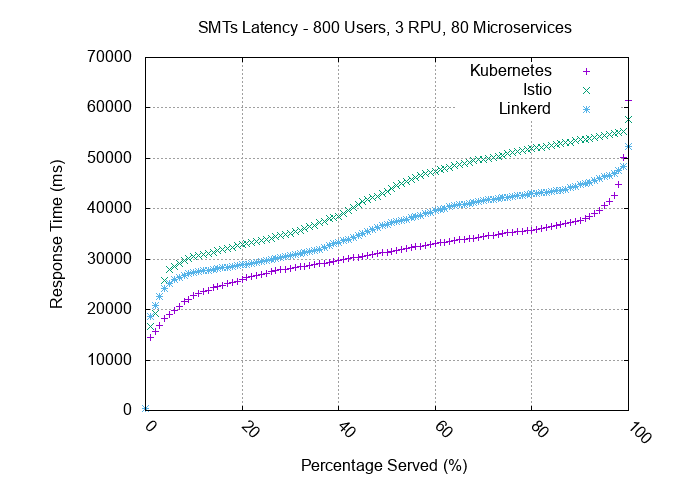 SMTs Latency - 800 Users, 3 RPU, 80 Microservices
70000
60000
50000
40000
30000
20000
10000
0
Response Time (ms)
Kubernetes
Istio
Linkerd
0
20
40
60
80
100
Percentage Served (%)